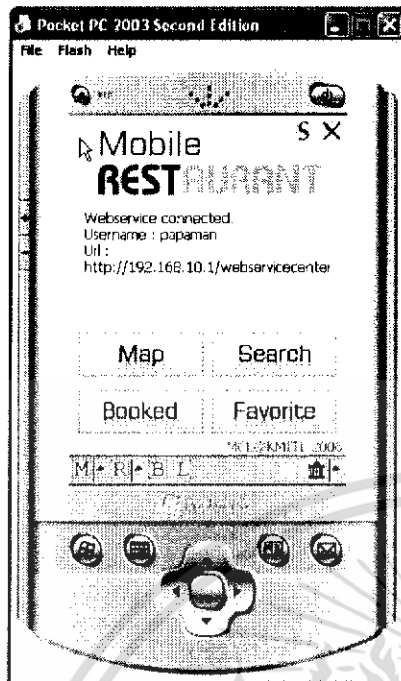 Pocket PC 2003 Second Edition
File Flash Help
S X
Mobile
RESTAURANT
Webservice connected.
Username : papaman
Url :
http://192.168.10.1/webservicecenter
Map Search
Booked Favorite
2006
M R B L